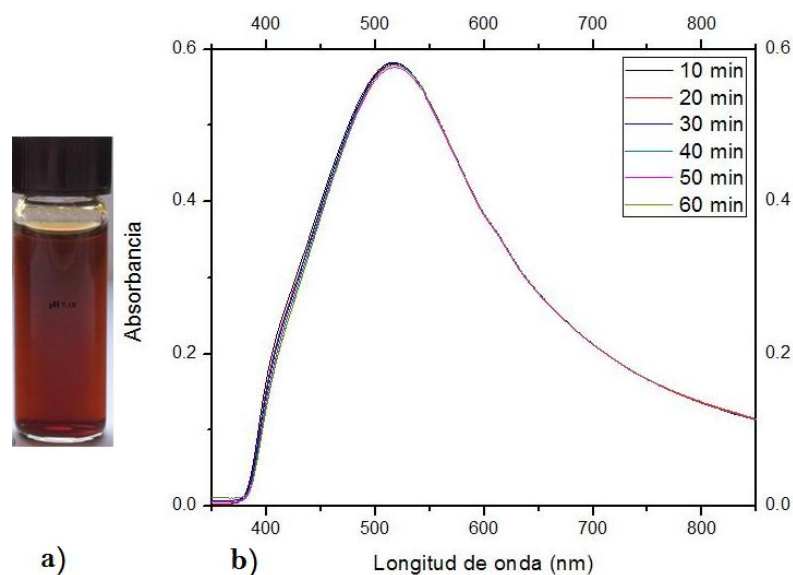 400 500 600 700 800
0.6 0.6
10 min
20 min
30 min
40 min
50 min
60 min
0.4 0.4
Absorbancia
0.2 0.2
0.0 0.0
400 500 600 700 800
a) b) Longitud de onda (nm)